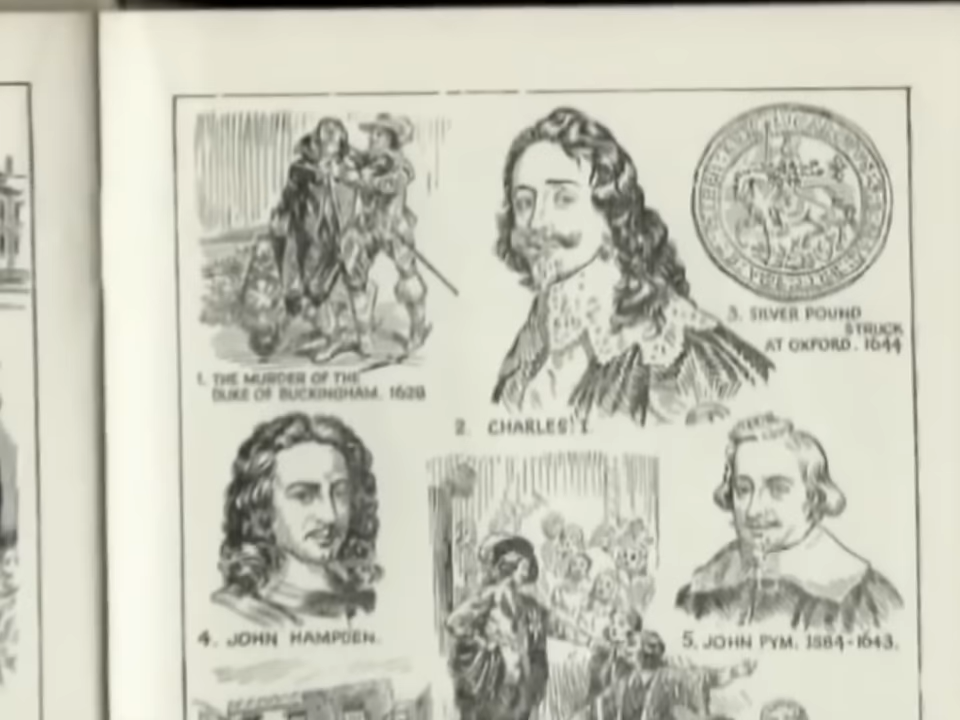 1. THE MURDER OF THE
DUKE OF BUCKINGHAM. 1628
2. CHARLES I.
3. SILVER POUND
STRUCK
AT OXFORD. 1644
4. JOHN HAMPDEN.
5. JOHN PYM. 1584-1643.